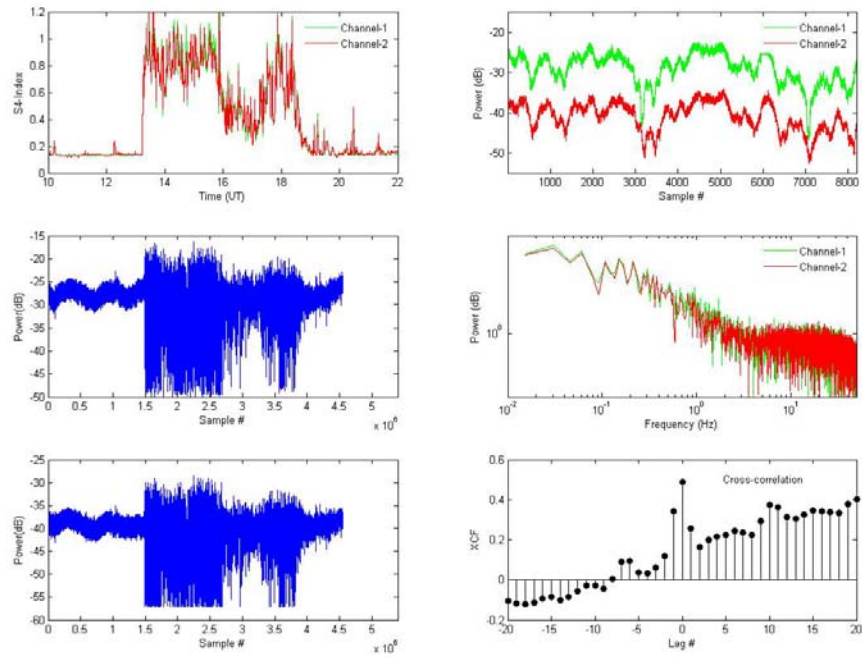 1.2
1
0.8
0.6
0.4
0.2
0
S4-Index
Channel-1
Channel-2
10 12 14 16 18 20 22
Time (UT)
-20
-30
-40
-50
Power (dB)
Channel-1
Channel-2
1000 2000 3000 4000 5000 6000 7000 8000
Sample #
-15
-20
-25
-30
-35
-40
-45
-50
Power(dB)
0 0.5 1 1.5 2 2.5 3 3.5 4 4.5 5
Sample #
x 10^6
10^0
Power (dB)
Channel-1
Channel-2
10^-2 10^-1 10^0 10^1
Frequency (Hz)
-25
-30
-35
-40
-45
-50
-55
-60
Power(dB)
0 0.5 1 1.5 2 2.5 3 3.5 4 4.5 5
Sample #
x 10^6
0.6
0.4
0.2
0
-0.2
XCF
Cross-correlation
-20 -15 -10 -5 0 5 10 15 20
Lag #